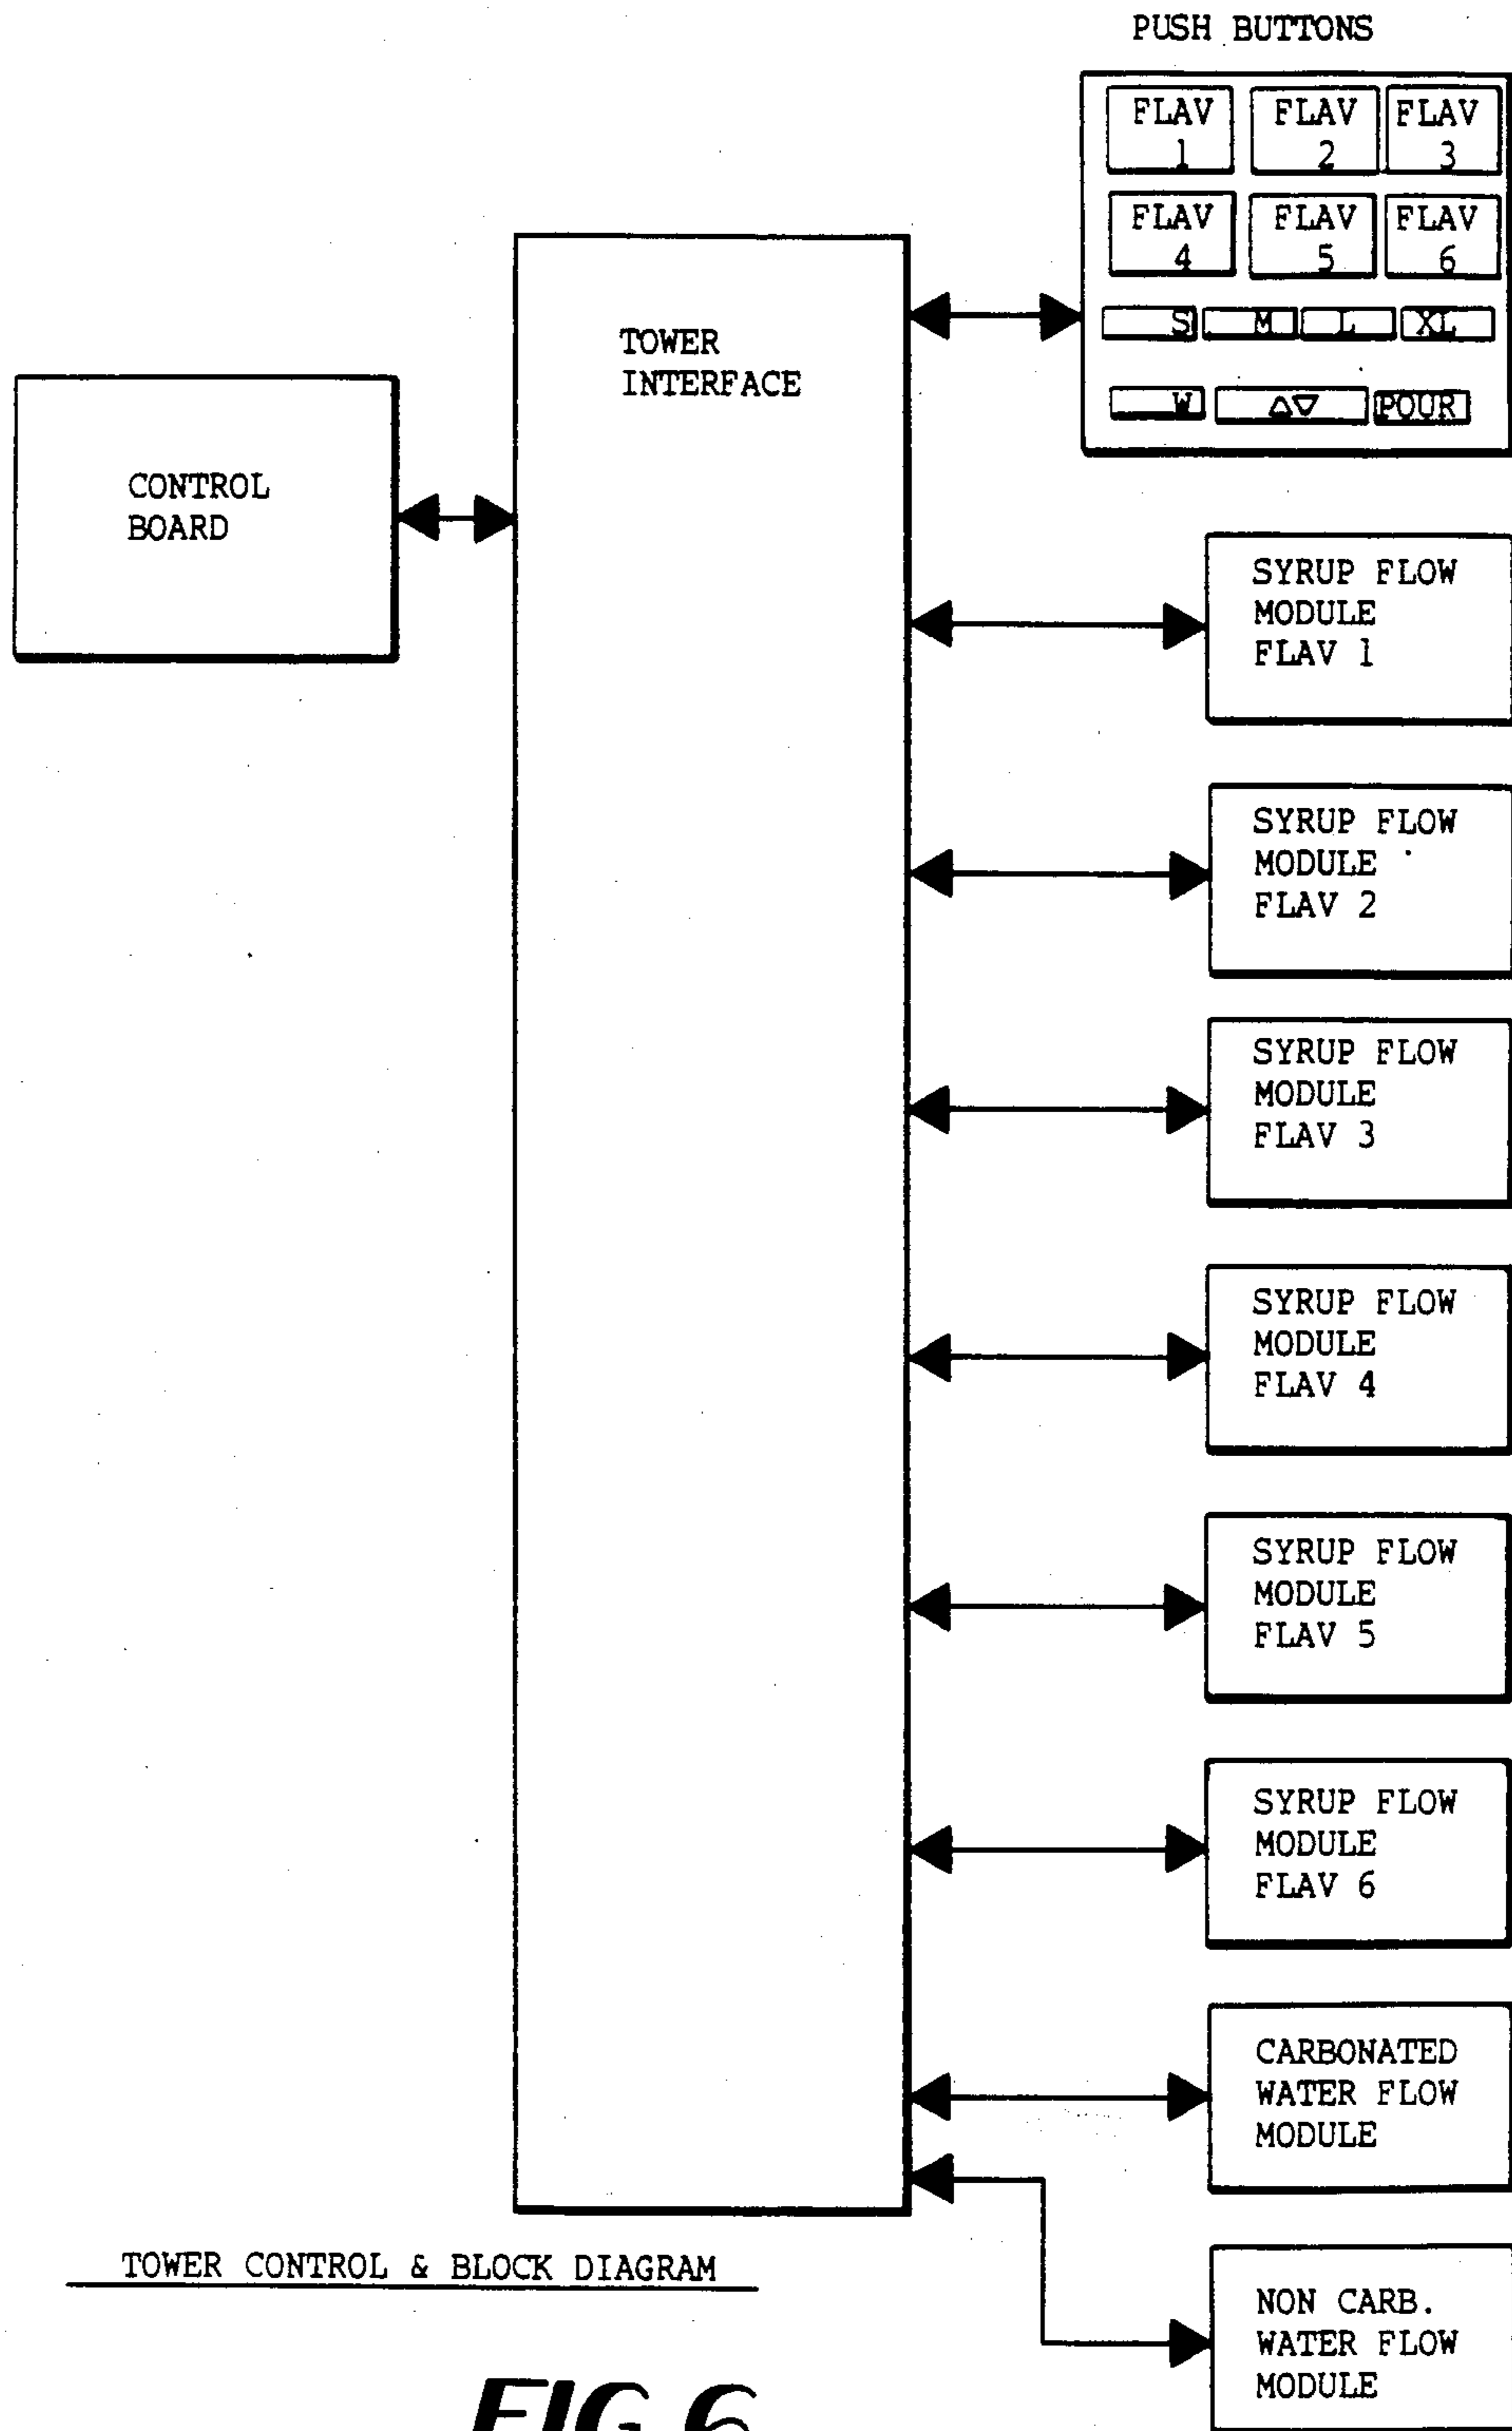 PUSH BUTTONS
FLAV 1
FLAV 2
FLAV 3
FLAV 4
FLAV 5
FLAV 6
S M L XL
W △▽ POUR
TOWER
INTERFACE
CONTROL
BOARD
SYRUP FLOW
MODULE
FLAV 1
SYRUP FLOW
MODULE
FLAV 2
SYRUP FLOW
MODULE
FLAV 3
SYRUP FLOW
MODULE
FLAV 4
SYRUP FLOW
MODULE
FLAV 5
SYRUP FLOW
MODULE
FLAV 6
CARBONATED
WATER FLOW
MODULE
NON CARB.
WATER FLOW
MODULE
TOWER CONTROL & BLOCK DIAGRAM
FIG 6